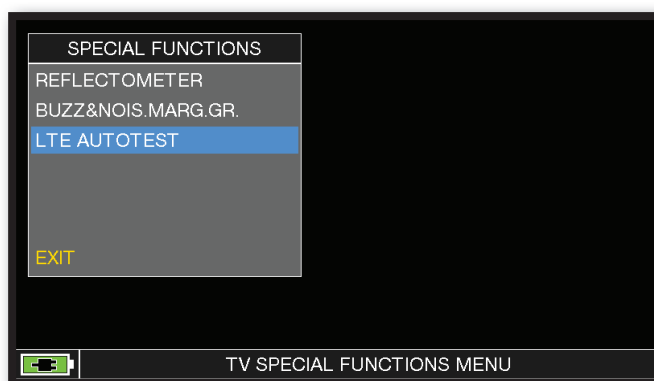 SPECIAL FUNCTIONS
REFLECTOMETER
BUZZ&NOIS.MARG.GR.
LTE AUTOTEST
EXIT
TV SPECIAL FUNCTIONS MENU